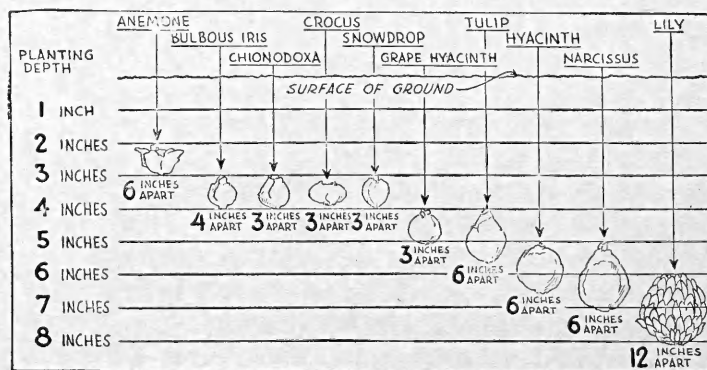 ANEMONE
CROCUS
TULIP
LILY
BULBOUS IRIS
SNOWDROP
HYACINTH
PLANTING
DEPTH
CHIONODOXA
GRAPE HYACINTH
NARCISSUS
SURFACE OF GROUND
1 INCH
2 INCHES
3 INCHES
6 INCHES
APART
4 INCHES
4 INCHES
APART
3 INCHES
APART
3 INCHES
APART
3 INCHES
APART
5 INCHES
3 INCHES
APART
6 INCHES
6 INCHES
APART
6 INCHES
APART
7 INCHES
6 INCHES
APART
8 INCHES
12 INCHES
APART